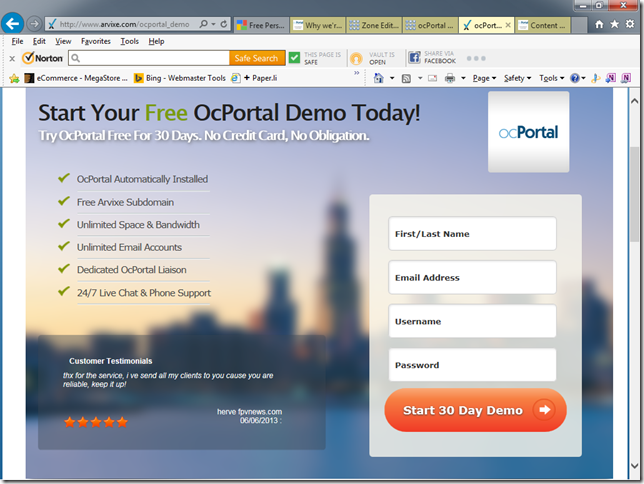 http://www.arvixe.com/ocportal_demo
Free Pers...
Why we'r...
Zone Edit...
ocPortal ...
ocPort...
Content ...
File Edit View Favorites Tools Help
Norton
Safe Search
THIS PAGE IS
SAFE
VAULT IS
OPEN
SHARE VIA
FACEBOOK
eCommerce - MegaStore ...
Bing - Webmaster Tools
+ Paper.li
Page
Safety
Tools
Start Your Free OcPortal Demo Today!
Try OcPortal Free For 30 Days. No Credit Card, No Obligation.
ocPortal
OcPortal Automatically Installed
Free Arvixe Subdomain
Unlimited Space & Bandwidth
Unlimited Email Accounts
Dedicated OcPortal Liaison
24/7 Live Chat & Phone Support
First/Last Name
Email Address
Username
Password
Start 30 Day Demo
Customer Testimonials
thx for the service, i ve send all my clients to you cause you are
reliable, keep it up!
herve fpvnews.com
06/06/2013 :